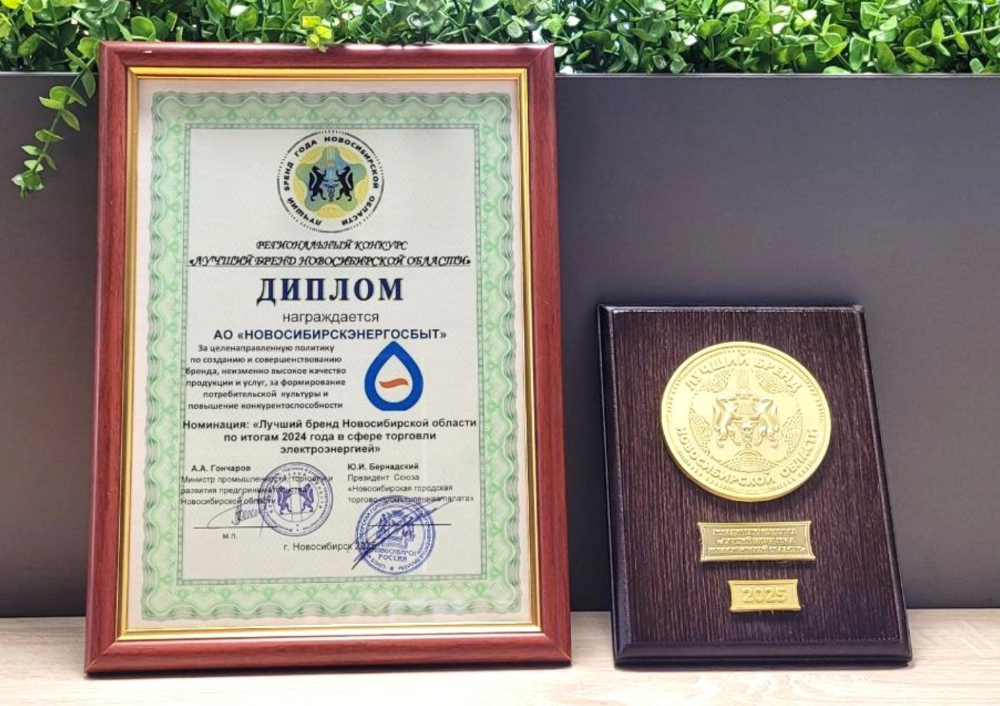 ЛУЧШИЙ БРЕНД ГОДА НОВОСИБИРСКОЙ ОБЛАСТИ
РЕГИОНАЛЬНЫЙ КОНКУРС
«ЛУЧШИЙ БРЕНД НОВОСИБИРСКОЙ ОБЛАСТИ»
ДИПЛОМ
награждается
АО «НОВОСИБИРСКЭНЕРГОСБЫТ»
За целенаправленную политику
по созданию и совершенствованию
бренда, неизменно высокое качество
продукции и услуг, за формирование
потребительской культуры и
повышение конкурентоспособности
Номинация: «Лучший бренд Новосибирской области
по итогам 2024 года в сфере торговли
электроэнергией»
А.А. Гончаров
Министр промышленности, торговли и
развития предпринимательства
Новосибирской области
м.п.
Ю.И. Бернадский
Президент Союза
«Новосибирская городская
торгово-промышленная палата»
г. Новосибирск
НОВОСИБИРСК
РОССИЯ
ЛУЧШИЙ БРЕНД
НОВОСИБИРСКОЙ ОБЛАСТИ
2025